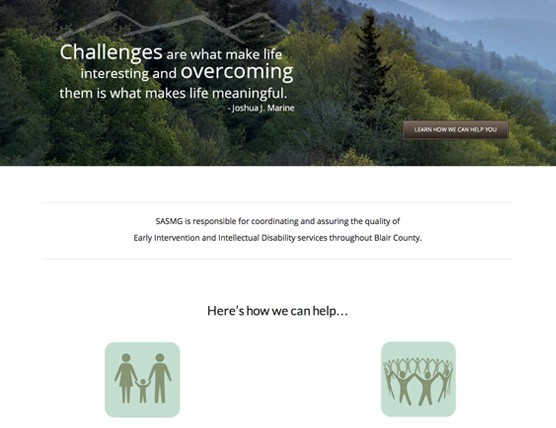 Challenges are what make life
interesting and overcoming
them is what makes life meaningful.
- Joshua J. Marine
LEARN HOW WE CAN HELP YOU
SASMG is responsible for coordinating and assuring the quality of
Early Intervention and Intellectual Disability services throughout Blair County.
Here's how we can help…